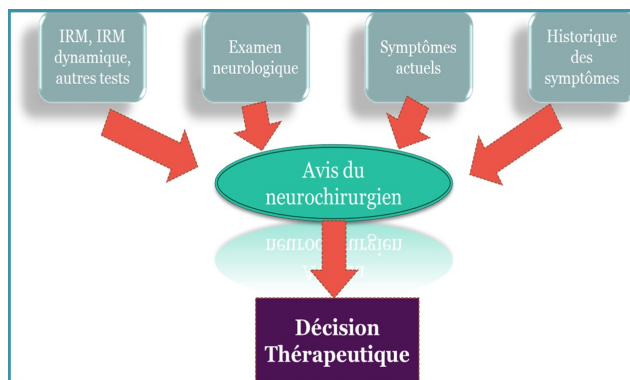 IRM, IRM
dynamique,
autres tests
Examen
neurologique
Symptômes
actuels
Historique
des
symptômes
Avis du
neurochirurgien
Décision
Thérapeutique